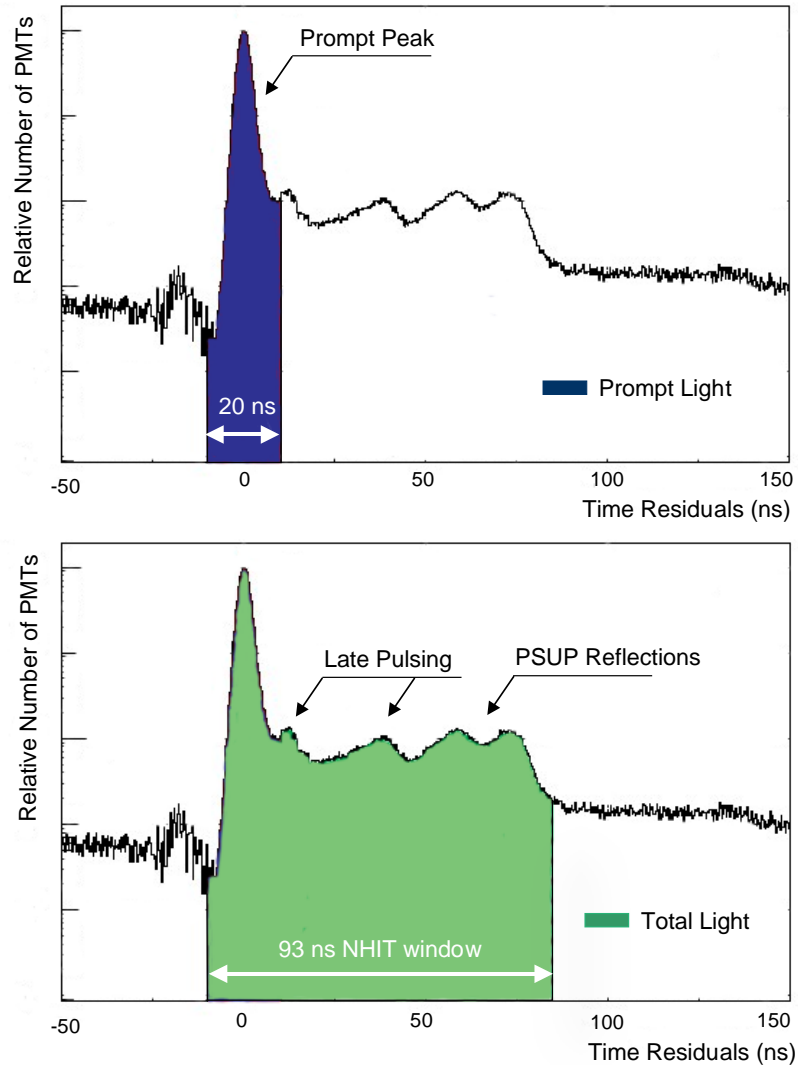 Relative Number of PMTs
Prompt Peak
Prompt Light
20 ns
-50 0 50 100 150
Time Residuals (ns)
Relative Number of PMTs
Late Pulsing
PSUP Reflections
Total Light
93 ns NHIT window
-50 0 50 100 150
Time Residuals (ns)